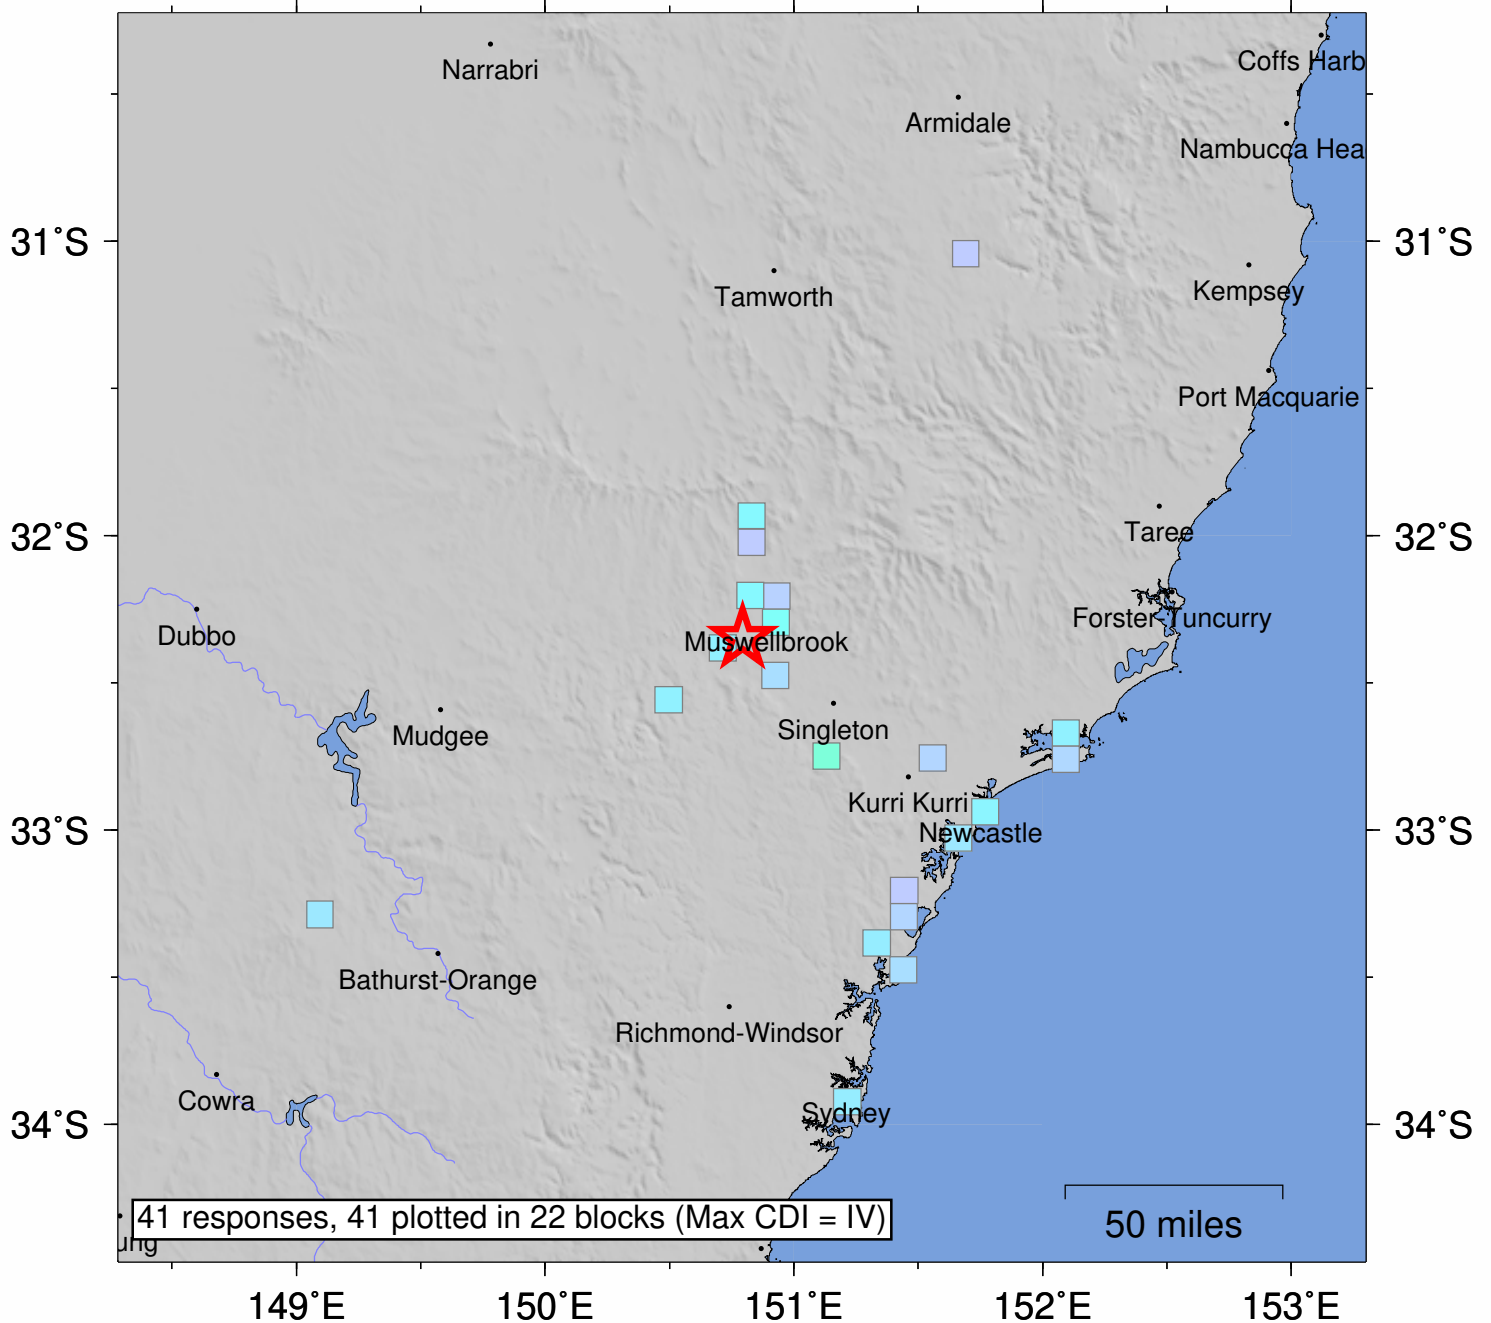 Coffs Harb
Narrabri
Armidale
Nambucca Hea
31°S
31°S
Tamworth
Kempsey
Port Macquarie
32°S
32°S
Taree
Forster-Tuncurry
Dubbo
Muswellbrook
Mudgee
Singleton
Kurri Kurri
33°S
33°S
Newcastle
Bathurst-Orange
Richmond-Windsor
Cowra
Sydney
34°S
34°S
41 responses, 41 plotted in 22 blocks (Max CDI = IV)
50 miles
ung
149°E
150°E
151°E
152°E
153°E